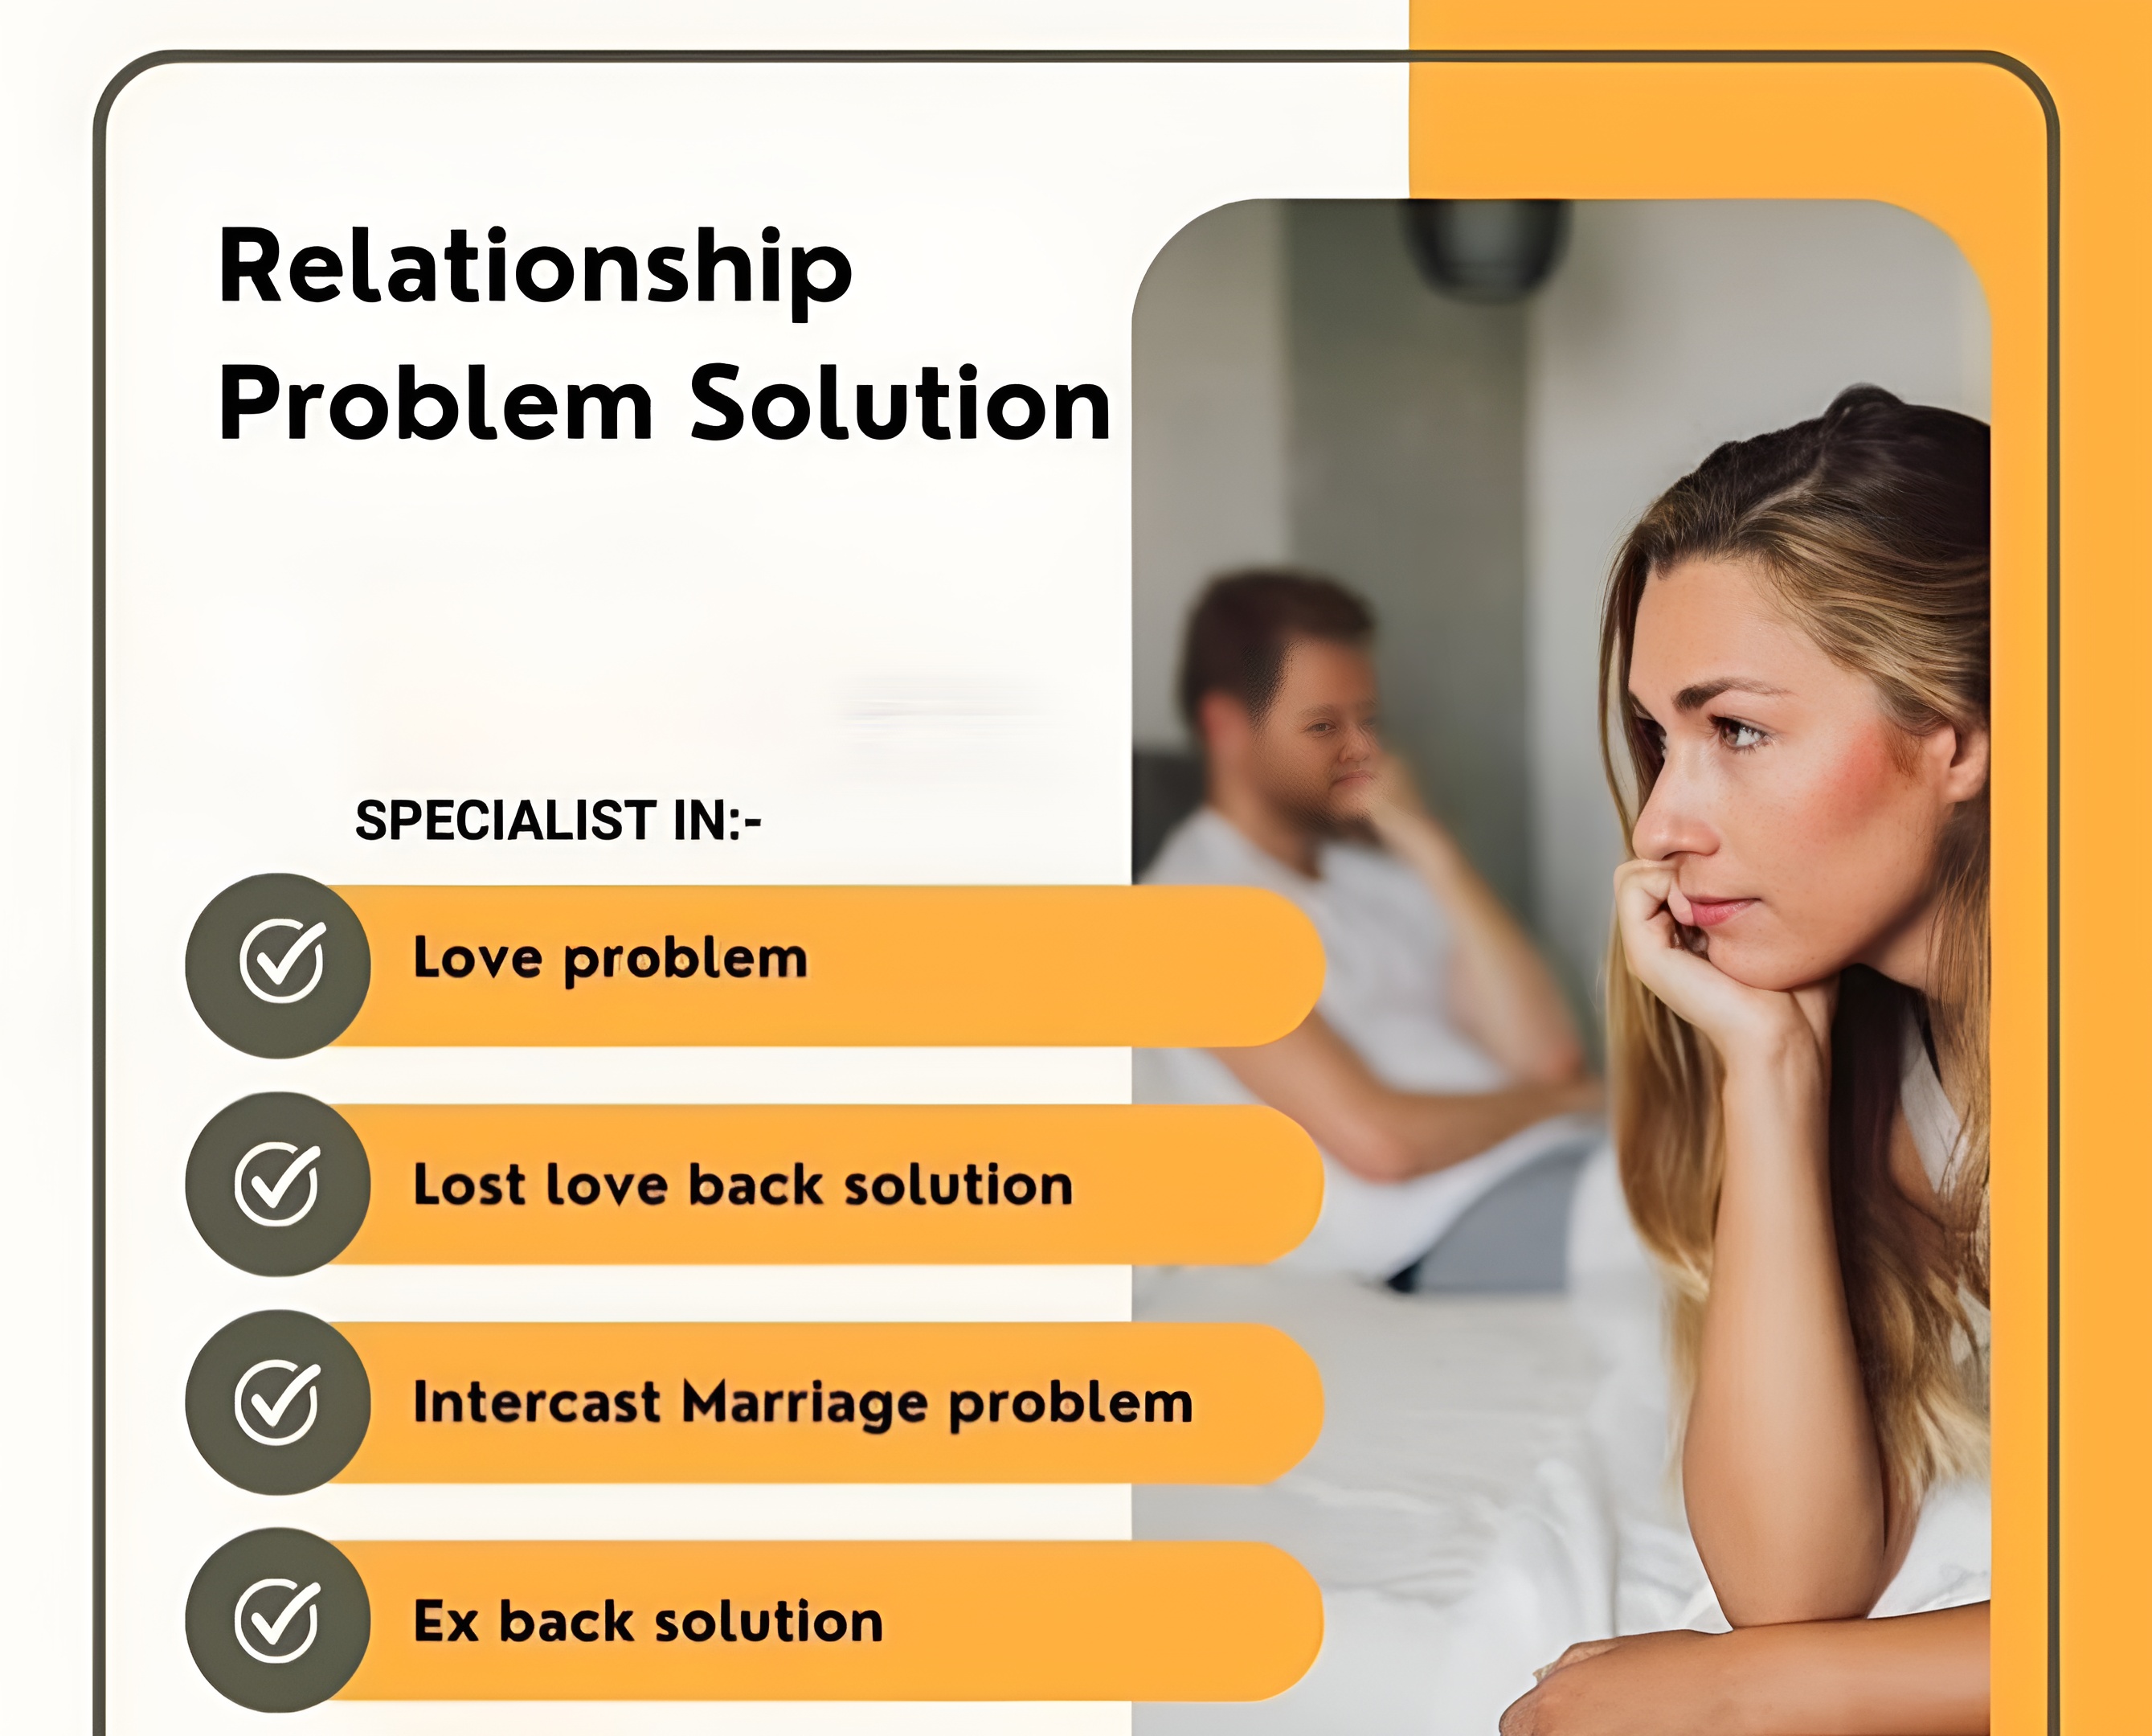 Relationship
Problem Solution
SPECIALIST IN:-
Love problem
Lost love back solution
Intercast Marriage problem
Ex back solution